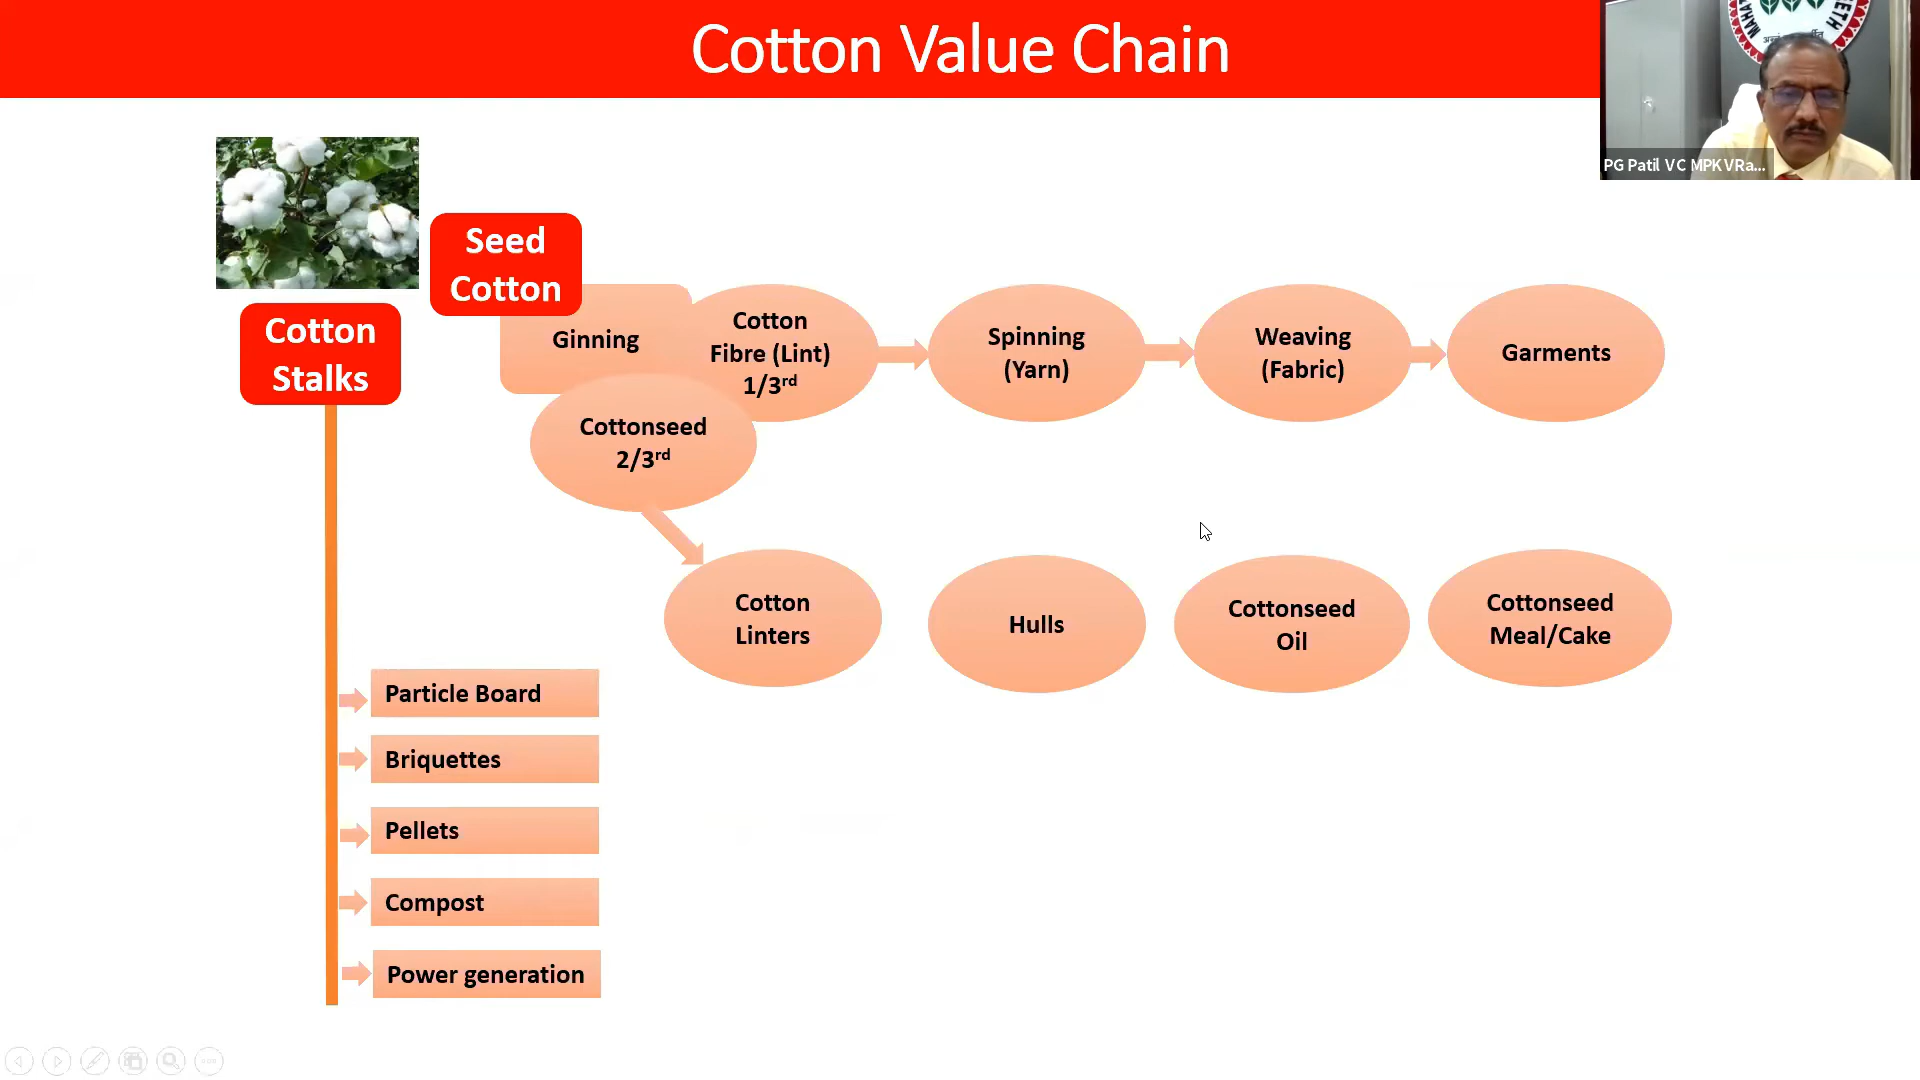 Cotton Value Chain
MAHAT
EETH
PG Patil VC MPKVRa...
Seed
Cotton
Cotton
Stalks
Ginning
Cotton
Fibre (Lint)
1/3rd
Spinning
(Yarn)
Weaving
(Fabric)
Garments
Cottonseed
2/3rd
Cotton
Linters
Hulls
Cottonseed
Oil
Cottonseed
Meal/Cake
Particle Board
Briquettes
Pellets
Compost
Power generation